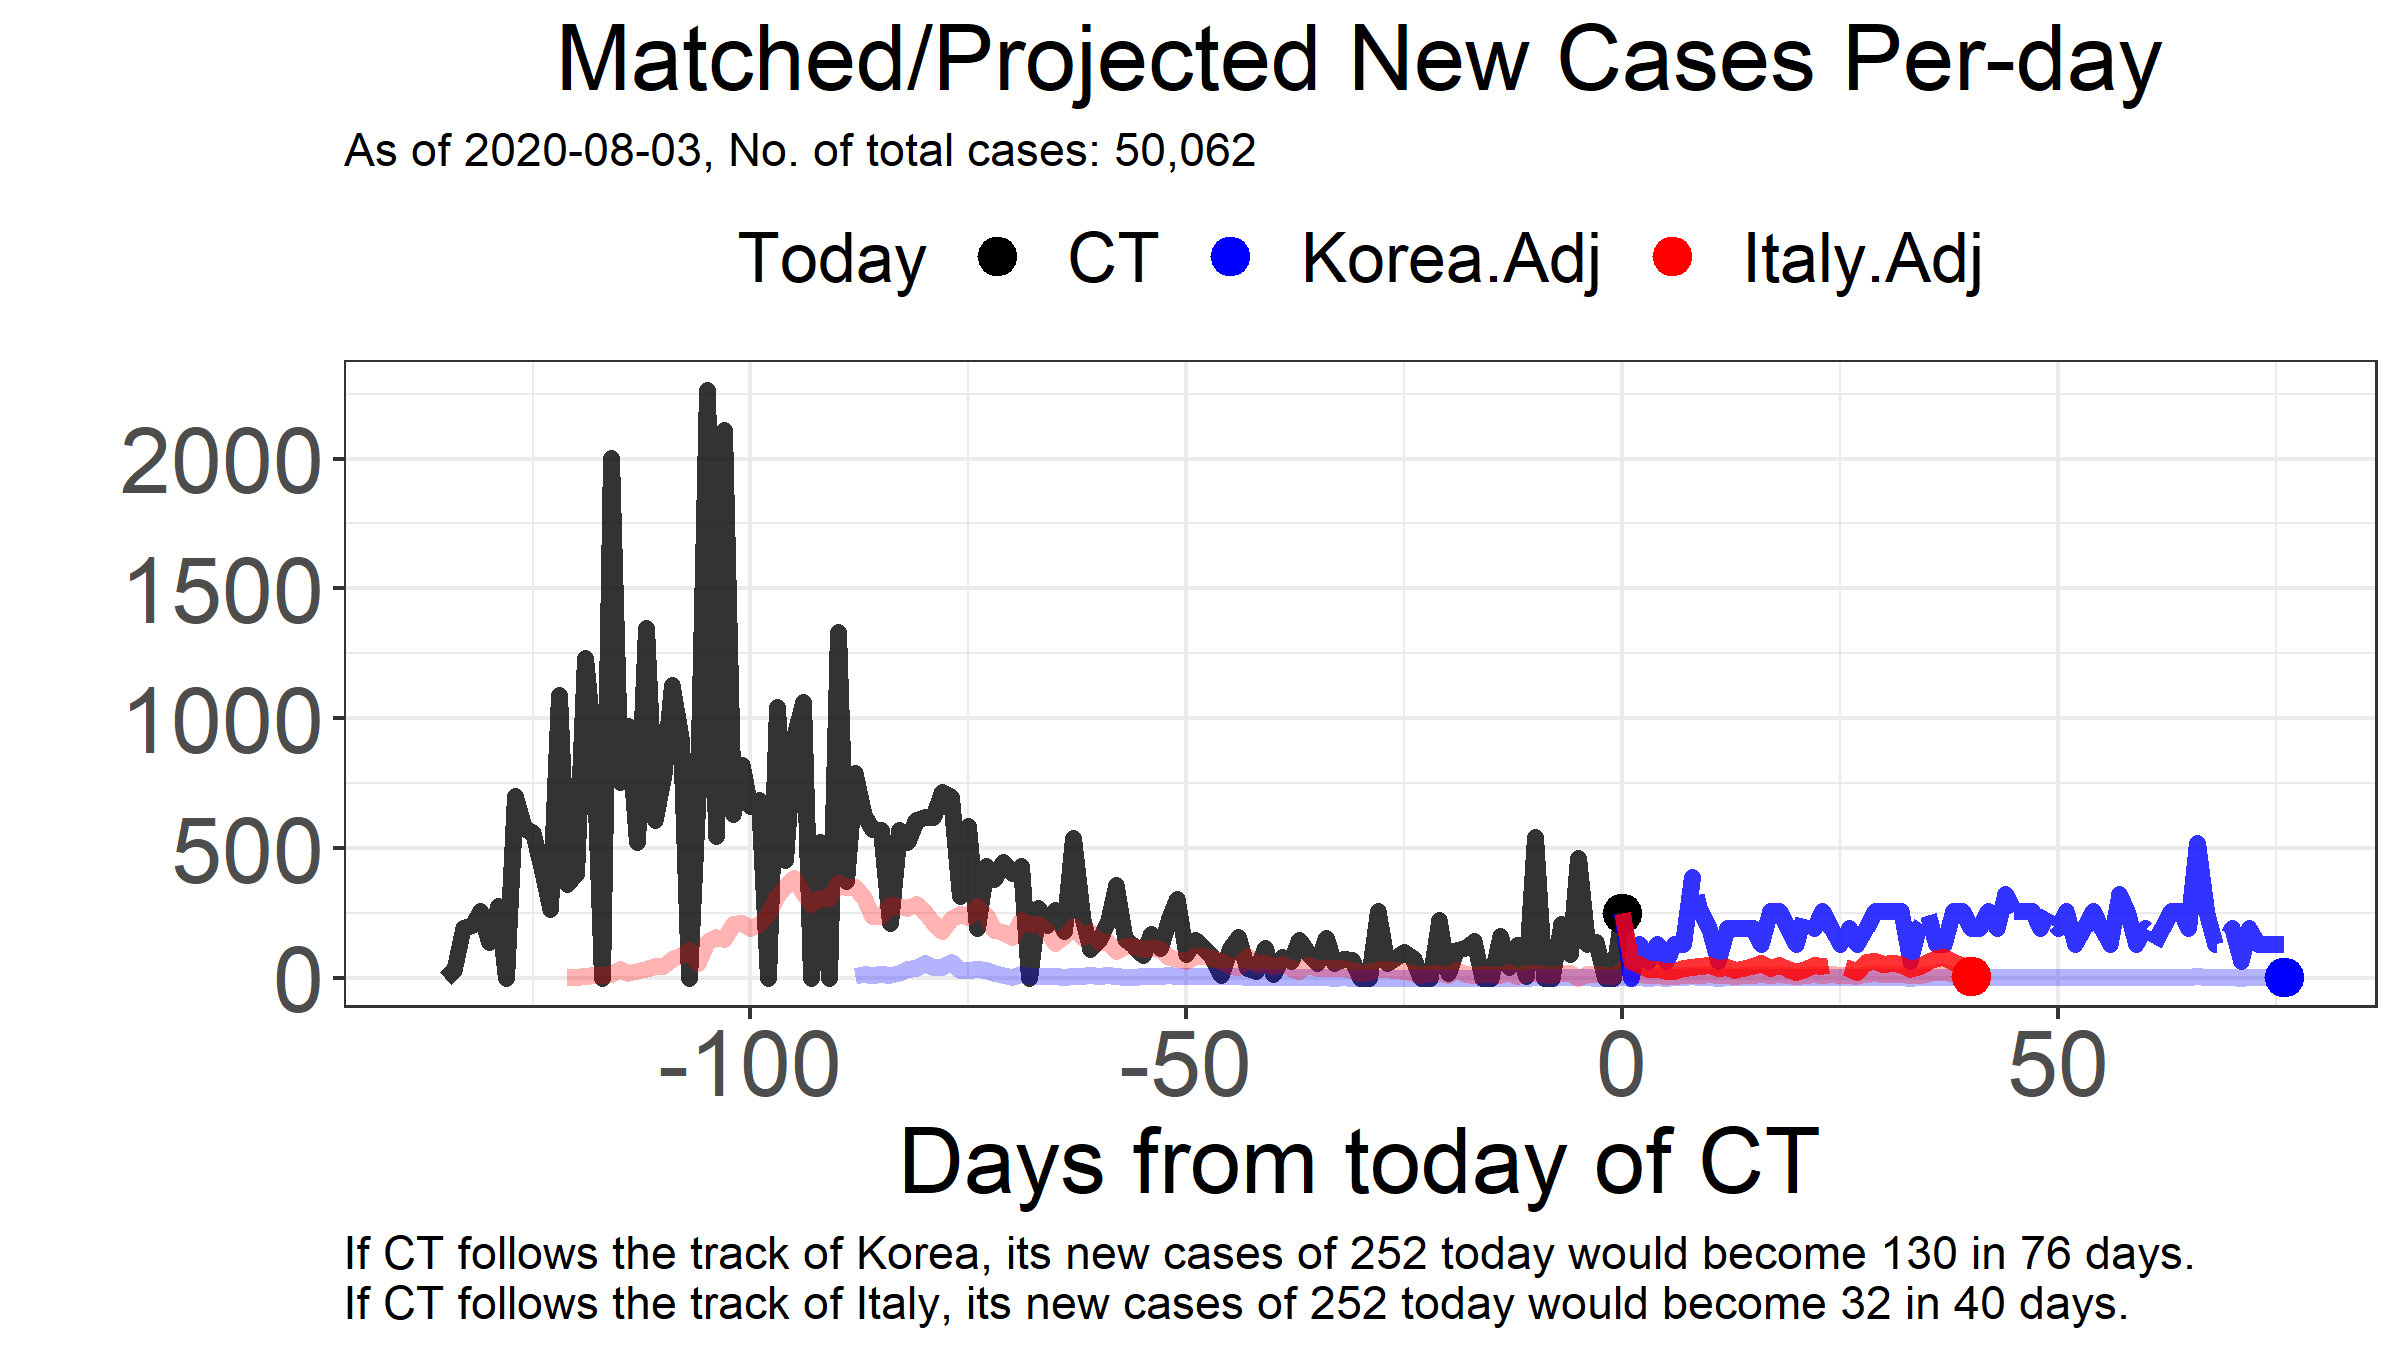 Matched/Projected New Cases Per-day
As of 2020-08-03, No. of total cases: 50,062
Today CT Korea.Adj Italy.Adj
2000
1500
1000
500
0
-100 -50 0 50
Days from today of CT
If CT follows the track of Korea, its new cases of 252 today would become 130 in 76 days.
If CT follows the track of Italy, its new cases of 252 today would become 32 in 40 days.